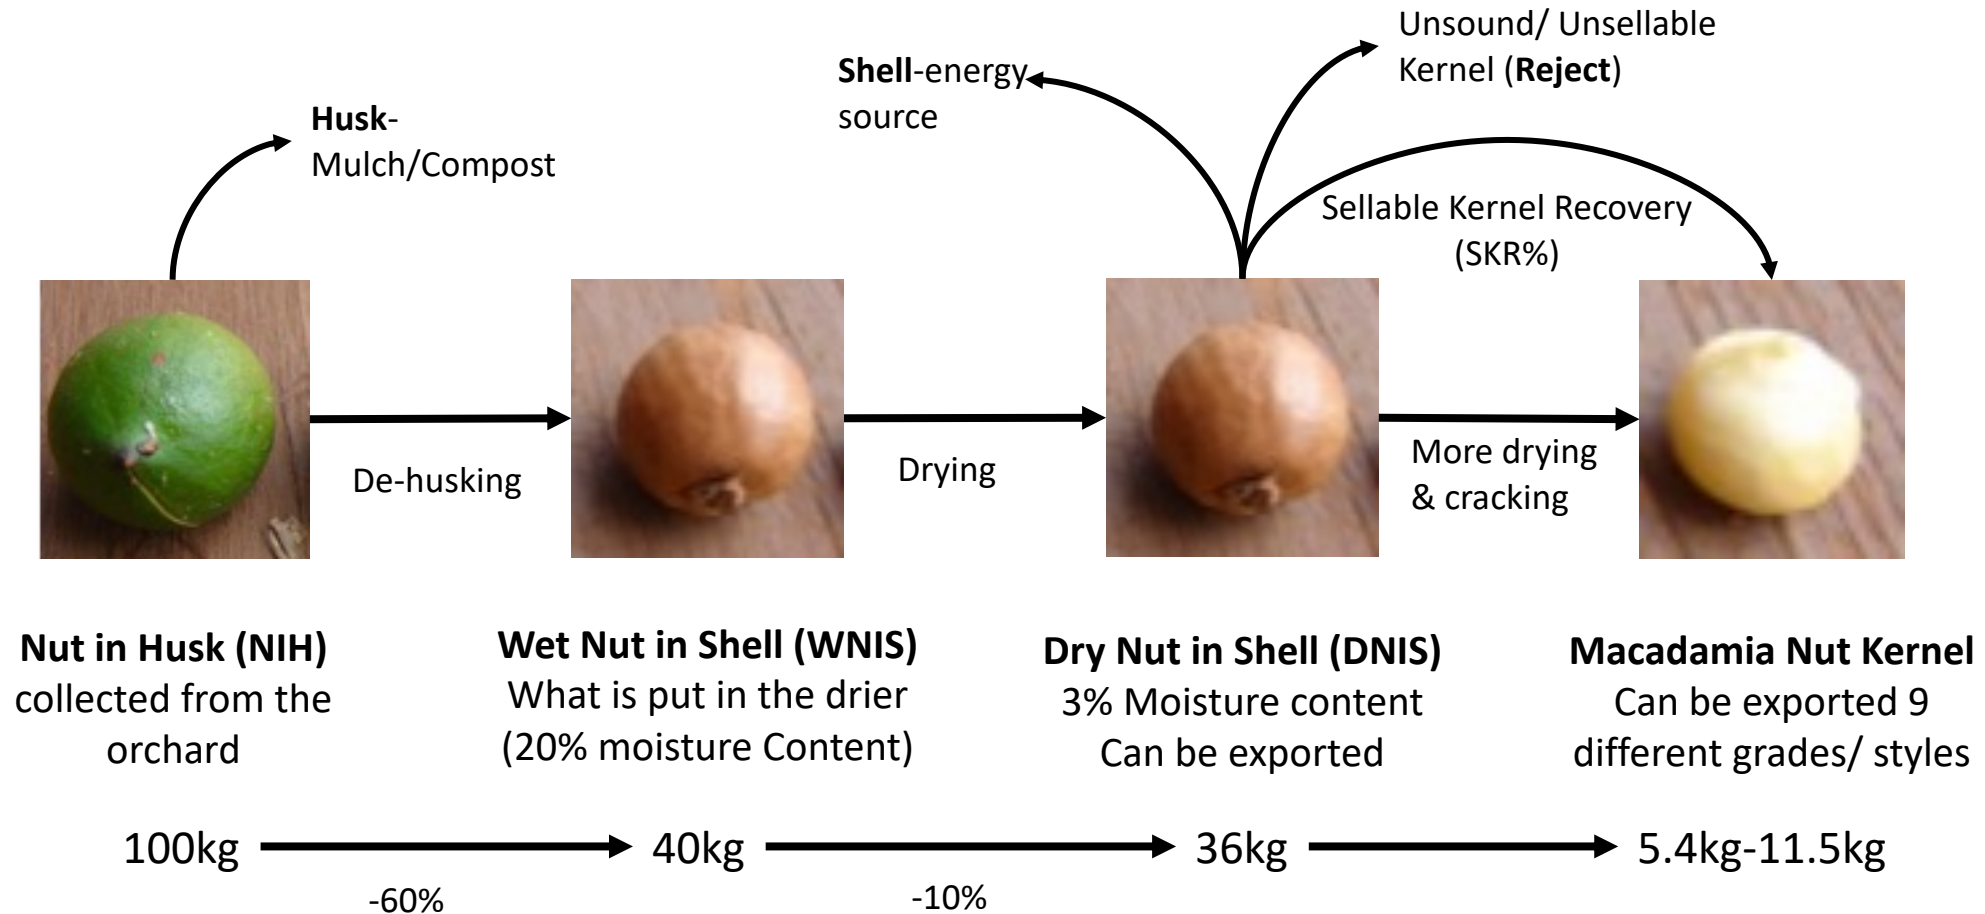 Unsound/ Unsellable
Kernel (Reject)
Shell-energy
source
Husk-
Mulch/Compost
Sellable Kernel Recovery
(SKR%)
De-husking
Drying
More drying
& cracking
Nut in Husk (NIH)
collected from the
orchard
Wet Nut in Shell (WNIS)
What is put in the drier
(20% moisture Content)
Dry Nut in Shell (DNIS)
3% Moisture content
Can be exported
Macadamia Nut Kernel
Can be exported 9
different grades/ styles
100kg
40kg
36kg
5.4kg-11.5kg
-60%
-10%